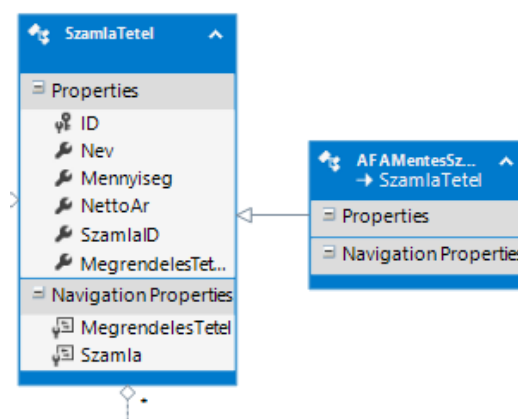 SzamlaTetel
Properties
ID
Nev
Mennyiseg
NettoAr
SzamlaID
MegrendelesTet...
Navigation Properties
MegrendelesTetel
Szamla
*
AFAMentesSz...
→ SzamlaTetel
Properties
Navigation Properties